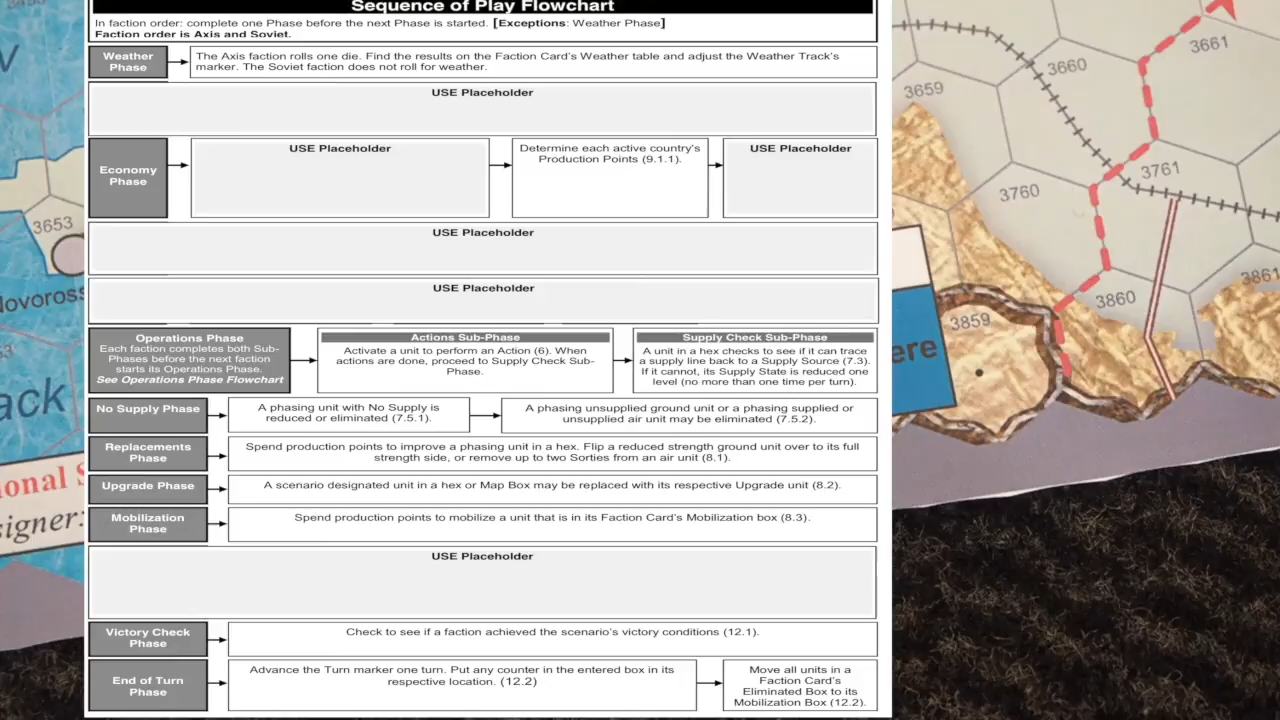 Sequence of Play Flowchart
In faction order: complete one Phase before the next Phase is started. [Exceptions: Weather Phase]
Faction order is Axis and Soviet.
Weather
Phase
The Axis faction rolls one die. Find the results on the Faction Card's Weather table and adjust the Weather Track's
marker. The Soviet faction does not roll for weather.
USE Placeholder
Economy
Phase
USE Placeholder
Determine each active country's
Production Points (9.1.1).
USE Placeholder
USE Placeholder
USE Placeholder
Operations Phase
Each faction completes both Sub-
Phases before the next faction
starts its Operations Phase.
See Operations Phase Flowchart
Actions Sub-Phase
Activate a unit to perform an Action (6). When
actions are done, proceed to Supply Check Sub-
Phase.
Supply Check Sub-Phase
A unit in a hex checks to see if it can trace
a supply line back to a Supply Source (7.3).
If it cannot, its Supply State is reduced one
level (no more than one time per turn).
No Supply Phase
A phasing unit with No Supply is
reduced or eliminated (7.5.1).
A phasing unsupplied ground unit or a phasing supplied or
unsupplied air unit may be eliminated (7.5.2).
Replacements
Phase
Spend production points to improve a phasing unit in a hex. Flip a reduced strength ground unit over to its full
strength side, or remove up to two Sorties from an air unit (8.1).
Upgrade Phase
A scenario designated unit in a hex or Map Box may be replaced with its respective Upgrade unit (8.2).
Mobilization
Phase
Spend production points to mobilize a unit that is in its Faction Card's Mobilization box (8.3).
USE Placeholder
Victory Check
Phase
Check to see if a faction achieved the scenario's victory conditions (12.1).
End of Turn
Phase
Advance the Turn marker one turn. Put any counter in the entered box in its
respective location. (12.2)
Move all units in a
Faction Card's
Eliminated Box to its
Mobilization Box (12.2).
3653
Novoross
ack
ional S
signer:
3661
3660
3659
3761
3760
3861
3860
3859
ere